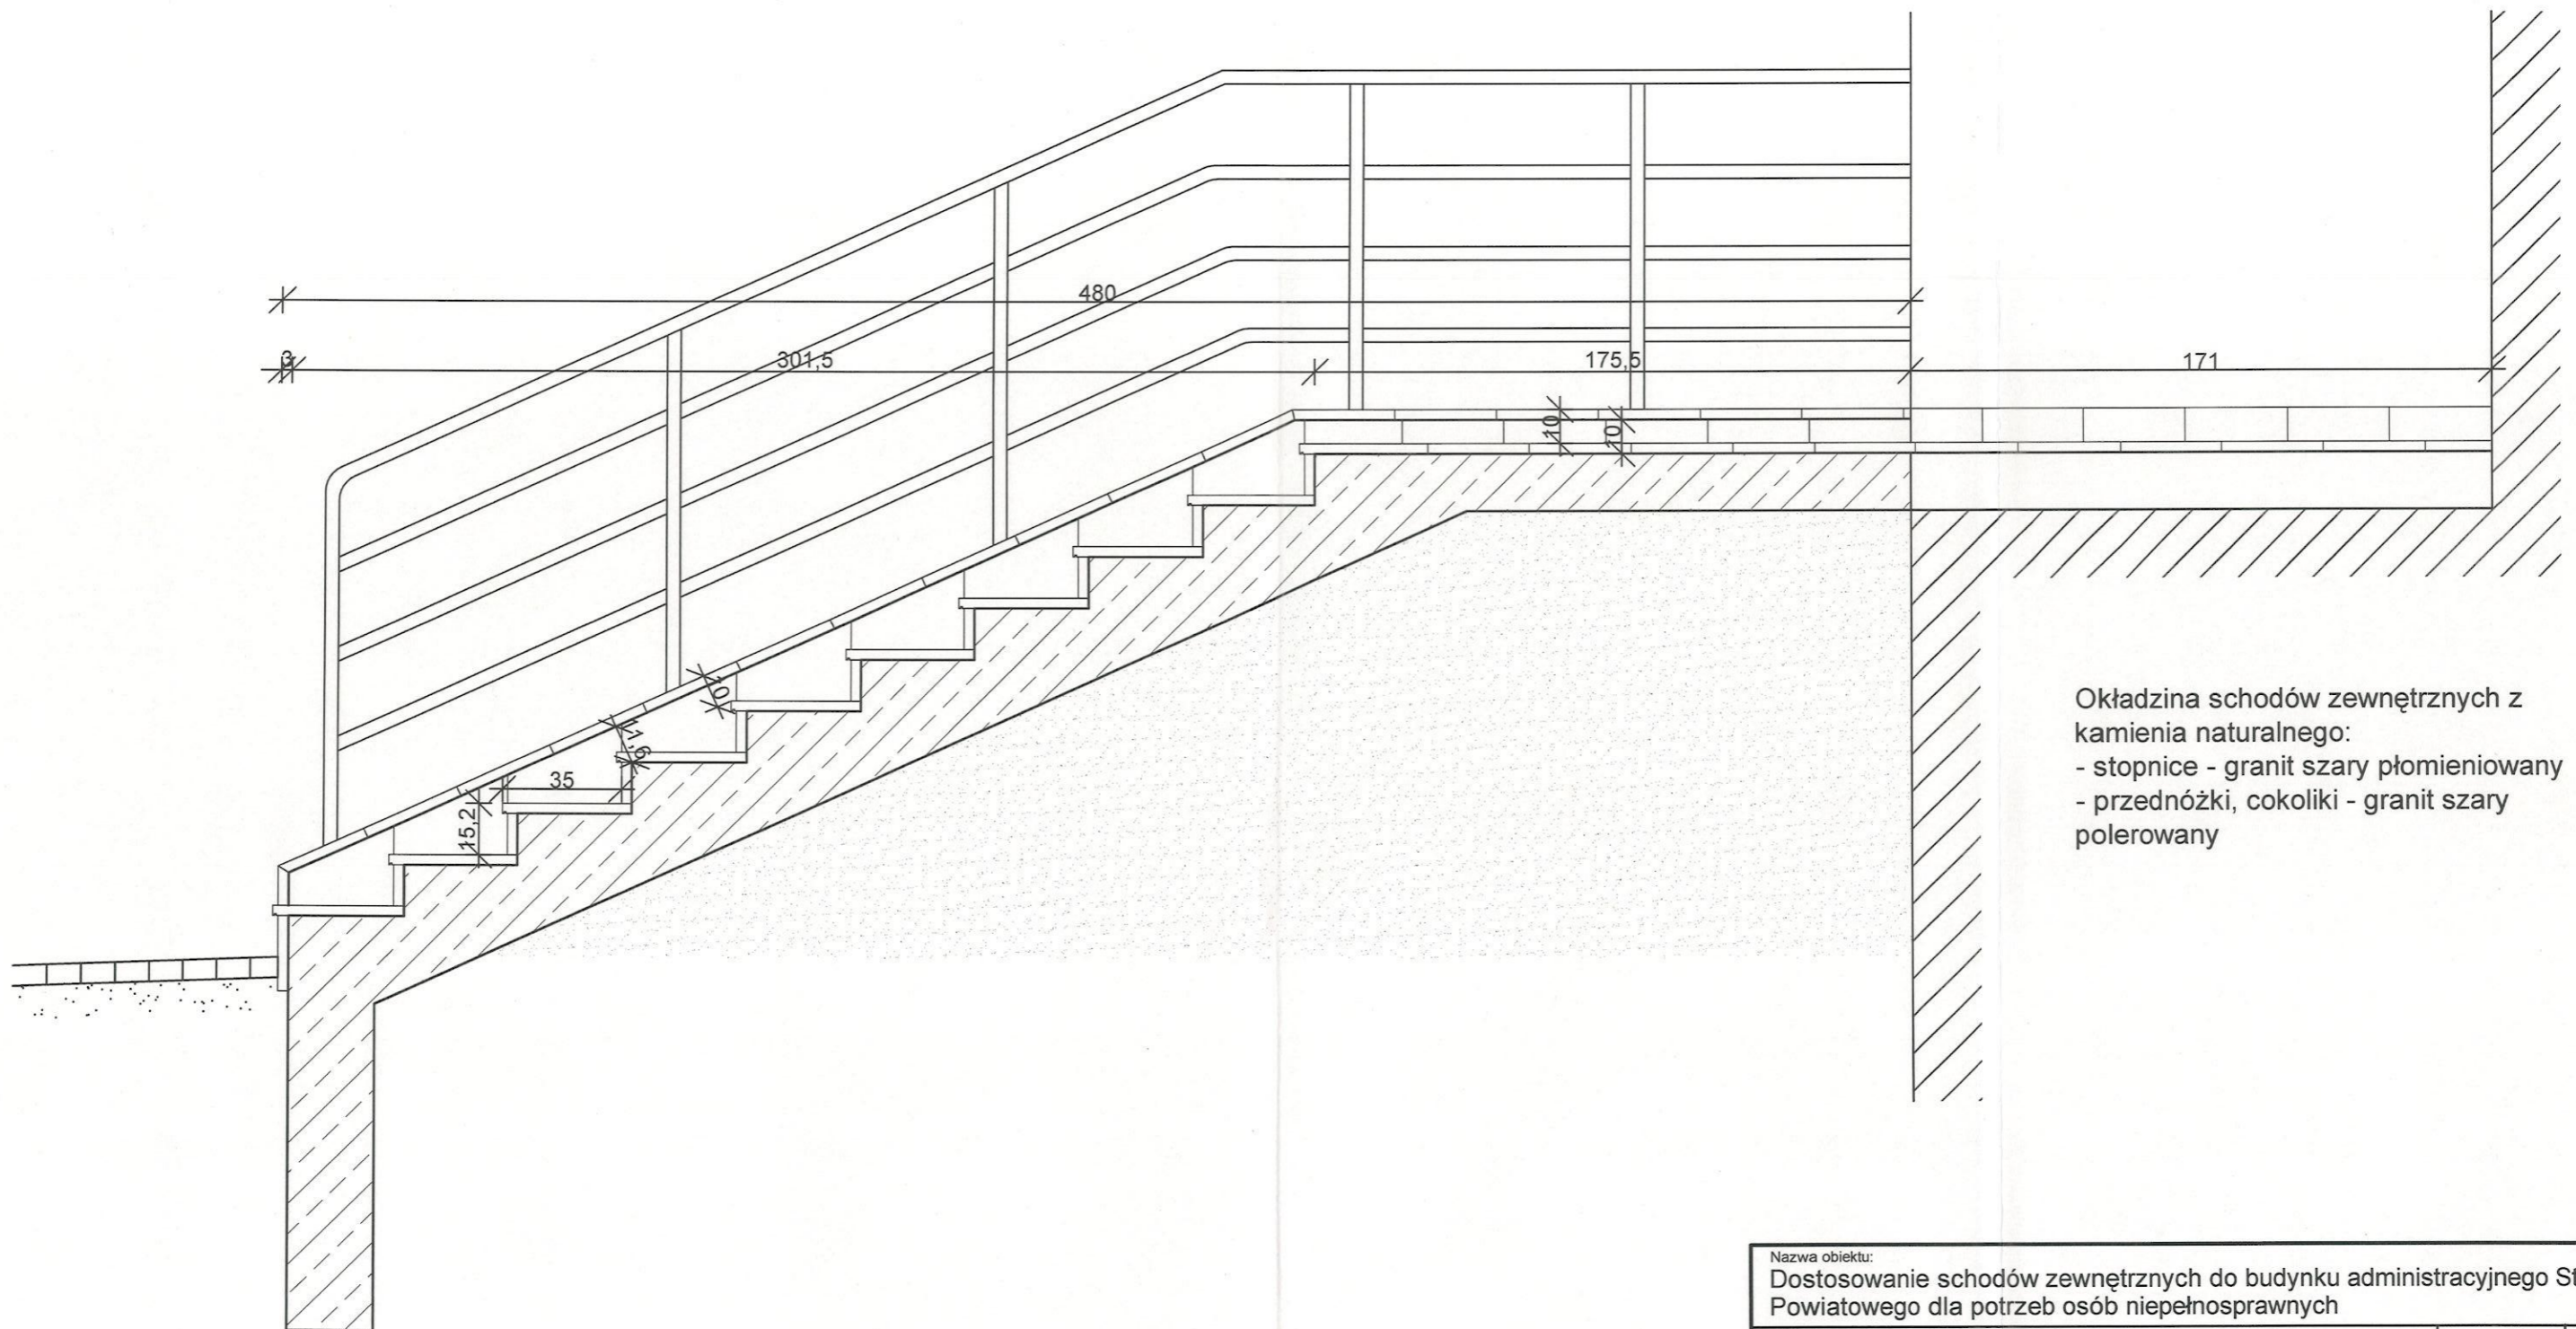 480
3
301,5
175,5
171
10
10
10
11,6
35
15,2
Okładzina schodów zewnętrznych z
kamienia naturalnego:
- stopnice - granit szary płomieniowany
- przednóżki, cokoliki - granit szary
polerowany
Nazwa obiektu:
Dostosowanie schodów zewnętrznych do budynku administracyjnego St
Powiatowego dla potrzeb osób niepełnosprawnych